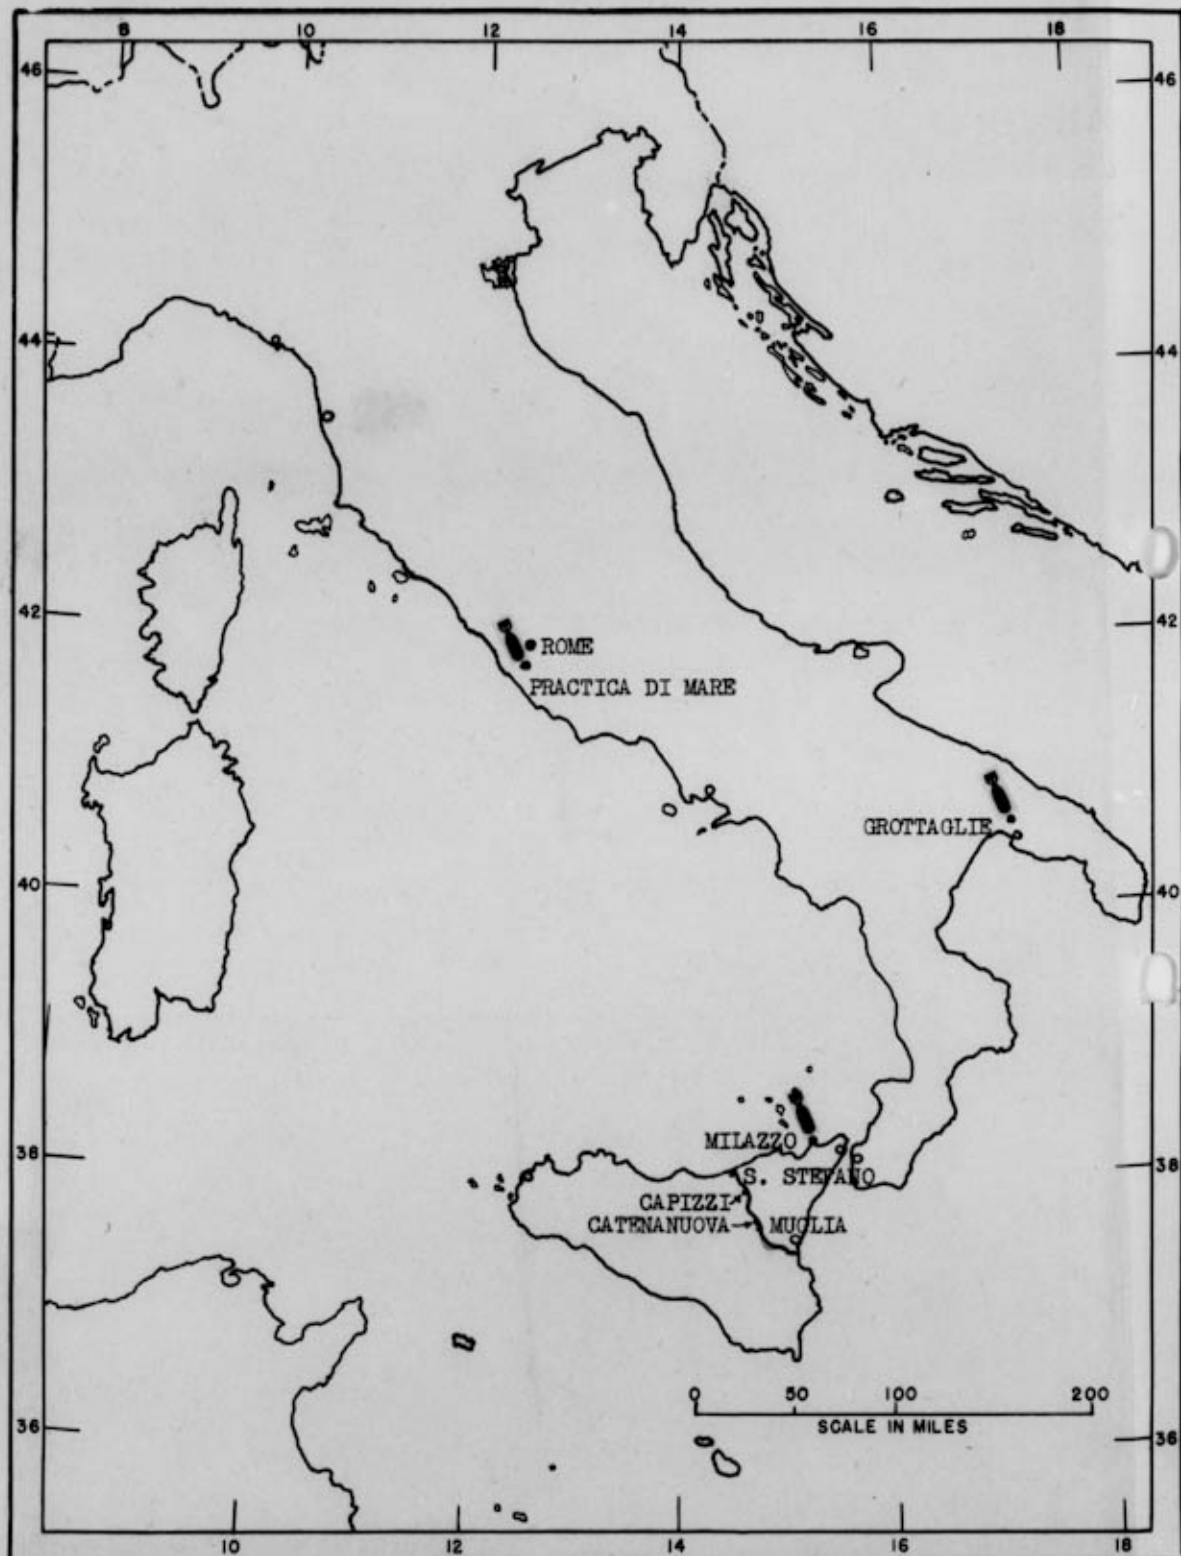 8 10 12 14 16 18
46 46
44 44
42 42
ROME
PRACTICA DI MARE
GROTTAGLIE
40 40
MILAZZO
38 38
S. STEFANO
CAPIZZI
CATENANUOVA MUGLIA
0 50 100 200
SCALE IN MILES
36 36
10 12 14 16 18